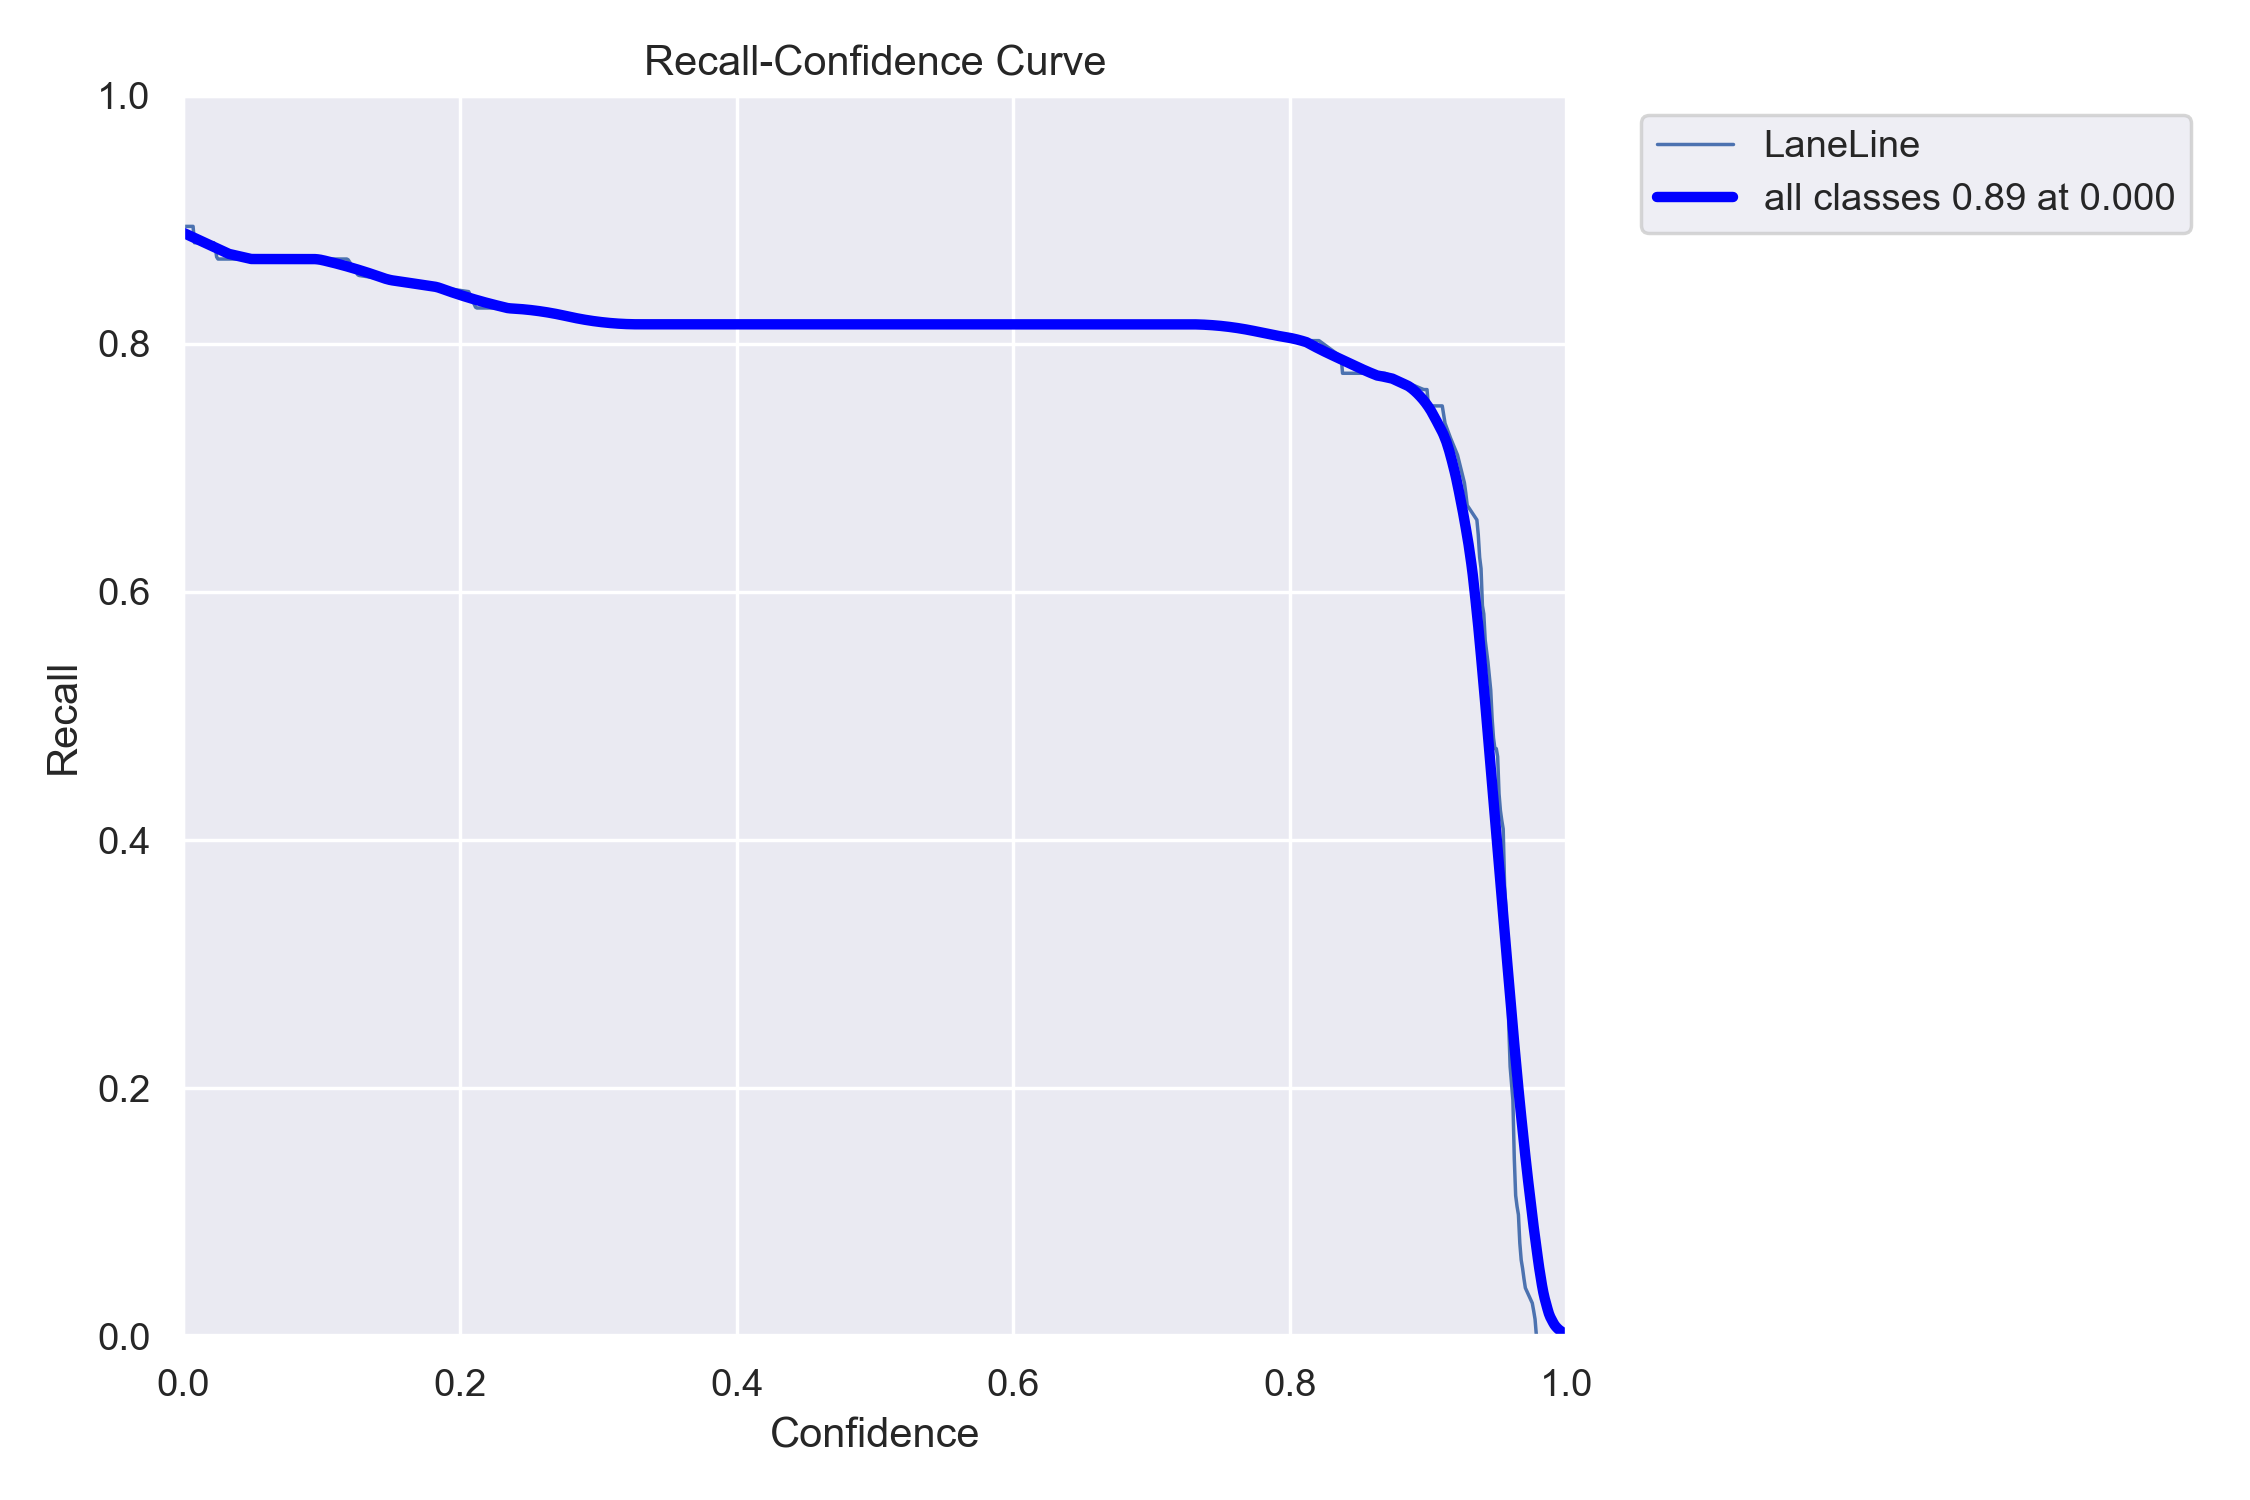 Recall-Confidence Curve
1.0
0.8
0.6
0.4
0.2
0.0
Recall
0.0 0.2 0.4 0.6 0.8 1.0
Confidence
LaneLine
all classes 0.89 at 0.000